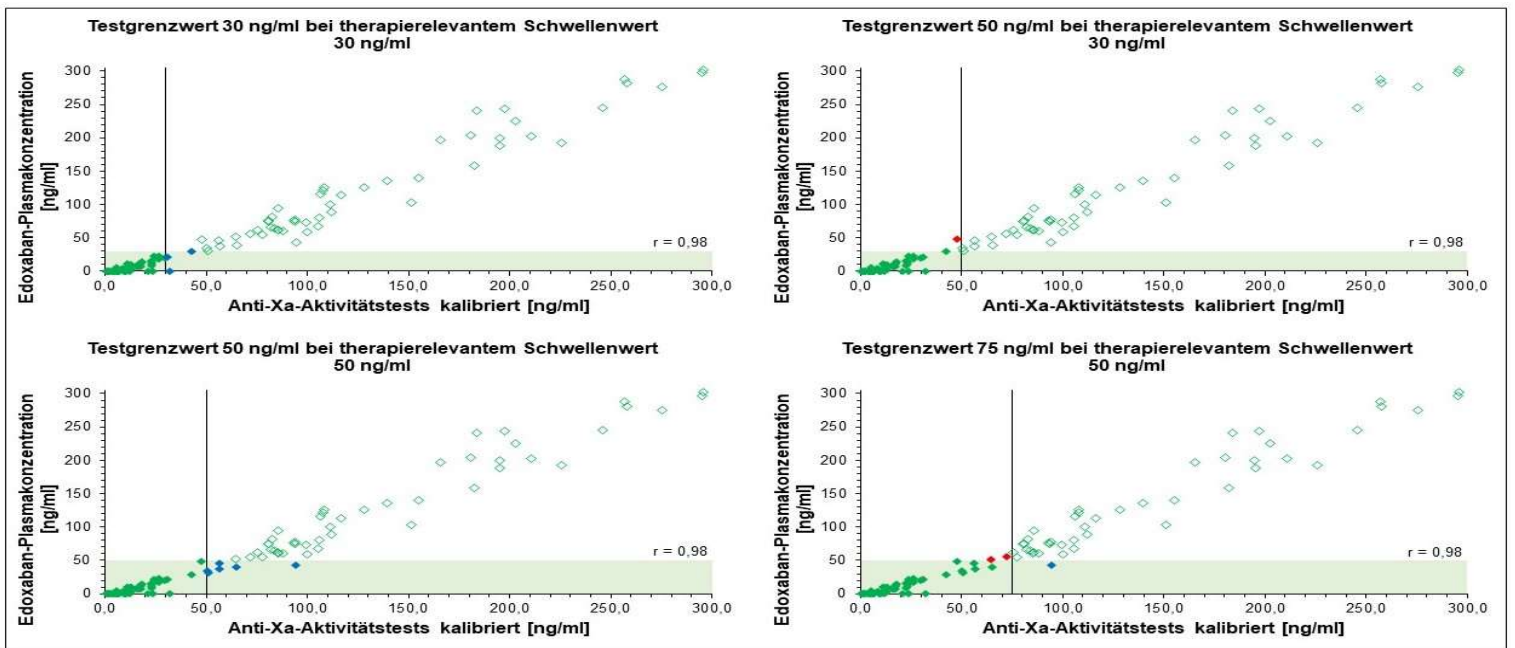 Testgrenzwert 30 ng/ml bei therapierelevantem Schwellenwert
30 ng/ml
Edoxaban-Plasmakonzentration
[ng/ml]
300
250
200
150
100
50
0
r = 0,98
0,0 50,0 100,0 150,0 200,0 250,0 300,0
Anti-Xa-Aktivitätstests kalibriert [ng/ml]
Testgrenzwert 50 ng/ml bei therapierelevantem Schwellenwert
30 ng/ml
Edoxaban-Plasmakonzentration
[ng/ml]
300
250
200
150
100
50
0
r = 0,98
0,0 50,0 100,0 150,0 200,0 250,0 300,0
Anti-Xa-Aktivitätstests kalibriert [ng/ml]
Testgrenzwert 50 ng/ml bei therapierelevantem Schwellenwert
50 ng/ml
Edoxaban-Plasmakonzentration
[ng/ml]
300
250
200
150
100
50
0
r = 0,98
0,0 50,0 100,0 150,0 200,0 250,0 300,0
Anti-Xa-Aktivitätstests kalibriert [ng/ml]
Testgrenzwert 75 ng/ml bei therapierelevantem Schwellenwert
50 ng/ml
Edoxaban-Plasmakonzentration
[ng/ml]
300
250
200
150
100
50
0
r = 0,98
0,0 50,0 100,0 150,0 200,0 250,0 300,0
Anti-Xa-Aktivitätstests kalibriert [ng/ml]